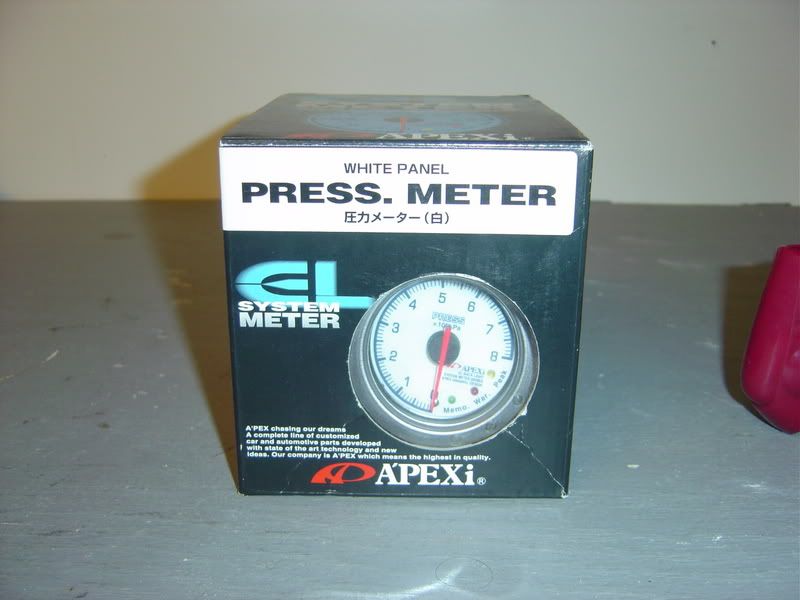 APEXi
WHITE PANEL
PRESS. METER
圧力メーター(白)
EL
SYSTEM
METER
1 2 3 4 5 6 7 8
PRESS
APEXi
Memo. War. Peak
A'PEX chasing our dreams
A complete line of customized
car and automotive parts developed
with state of the art technology and new
ideas. Our company is A'PEX which means the highest in quality.
A'PEXi®